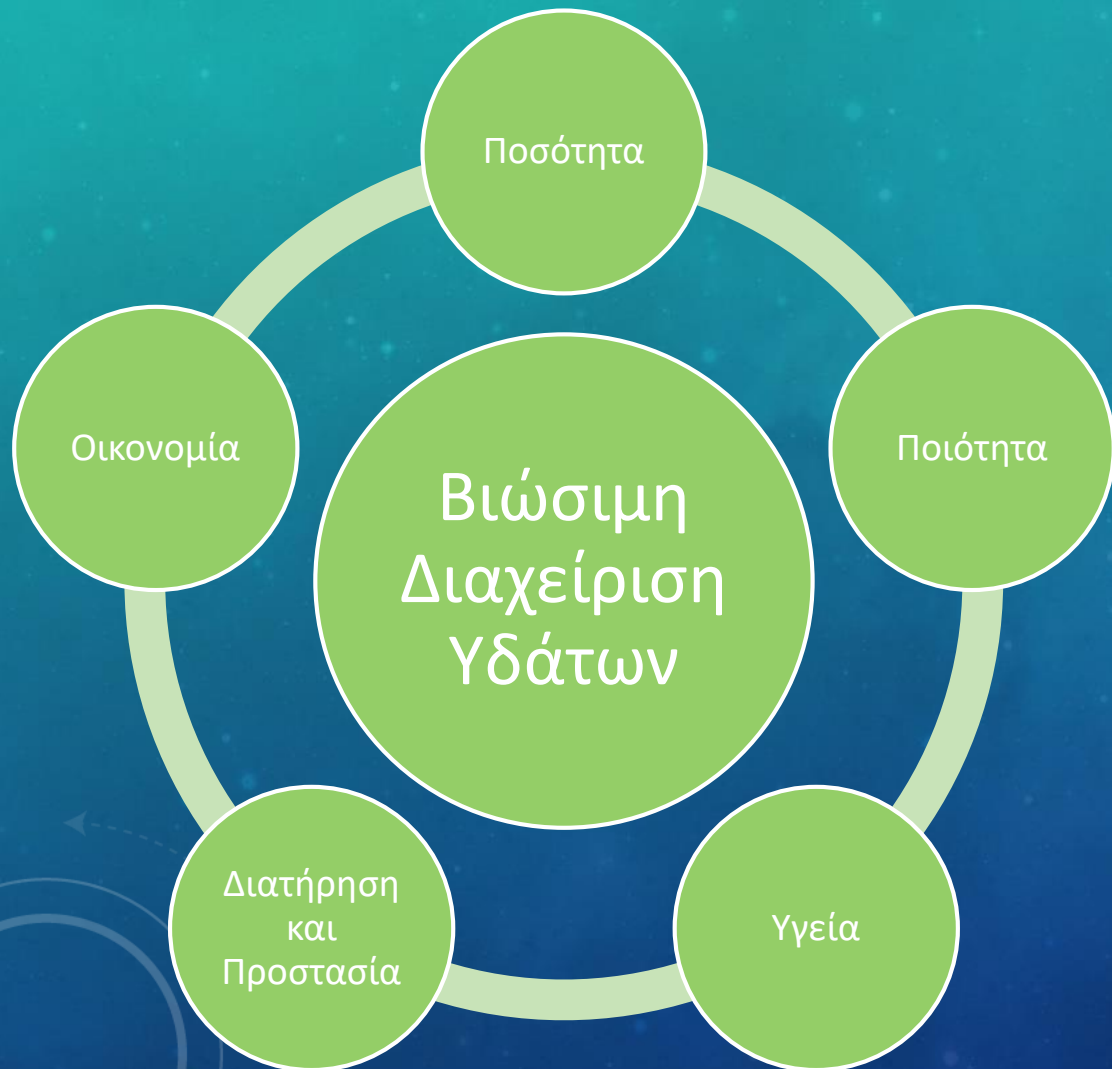 Ποσότητα
Οικονομία
Ποιότητα
Βιώσιμη
Διαχείριση
Υδάτων
Διατήρηση
και
Προστασία
Υγεία